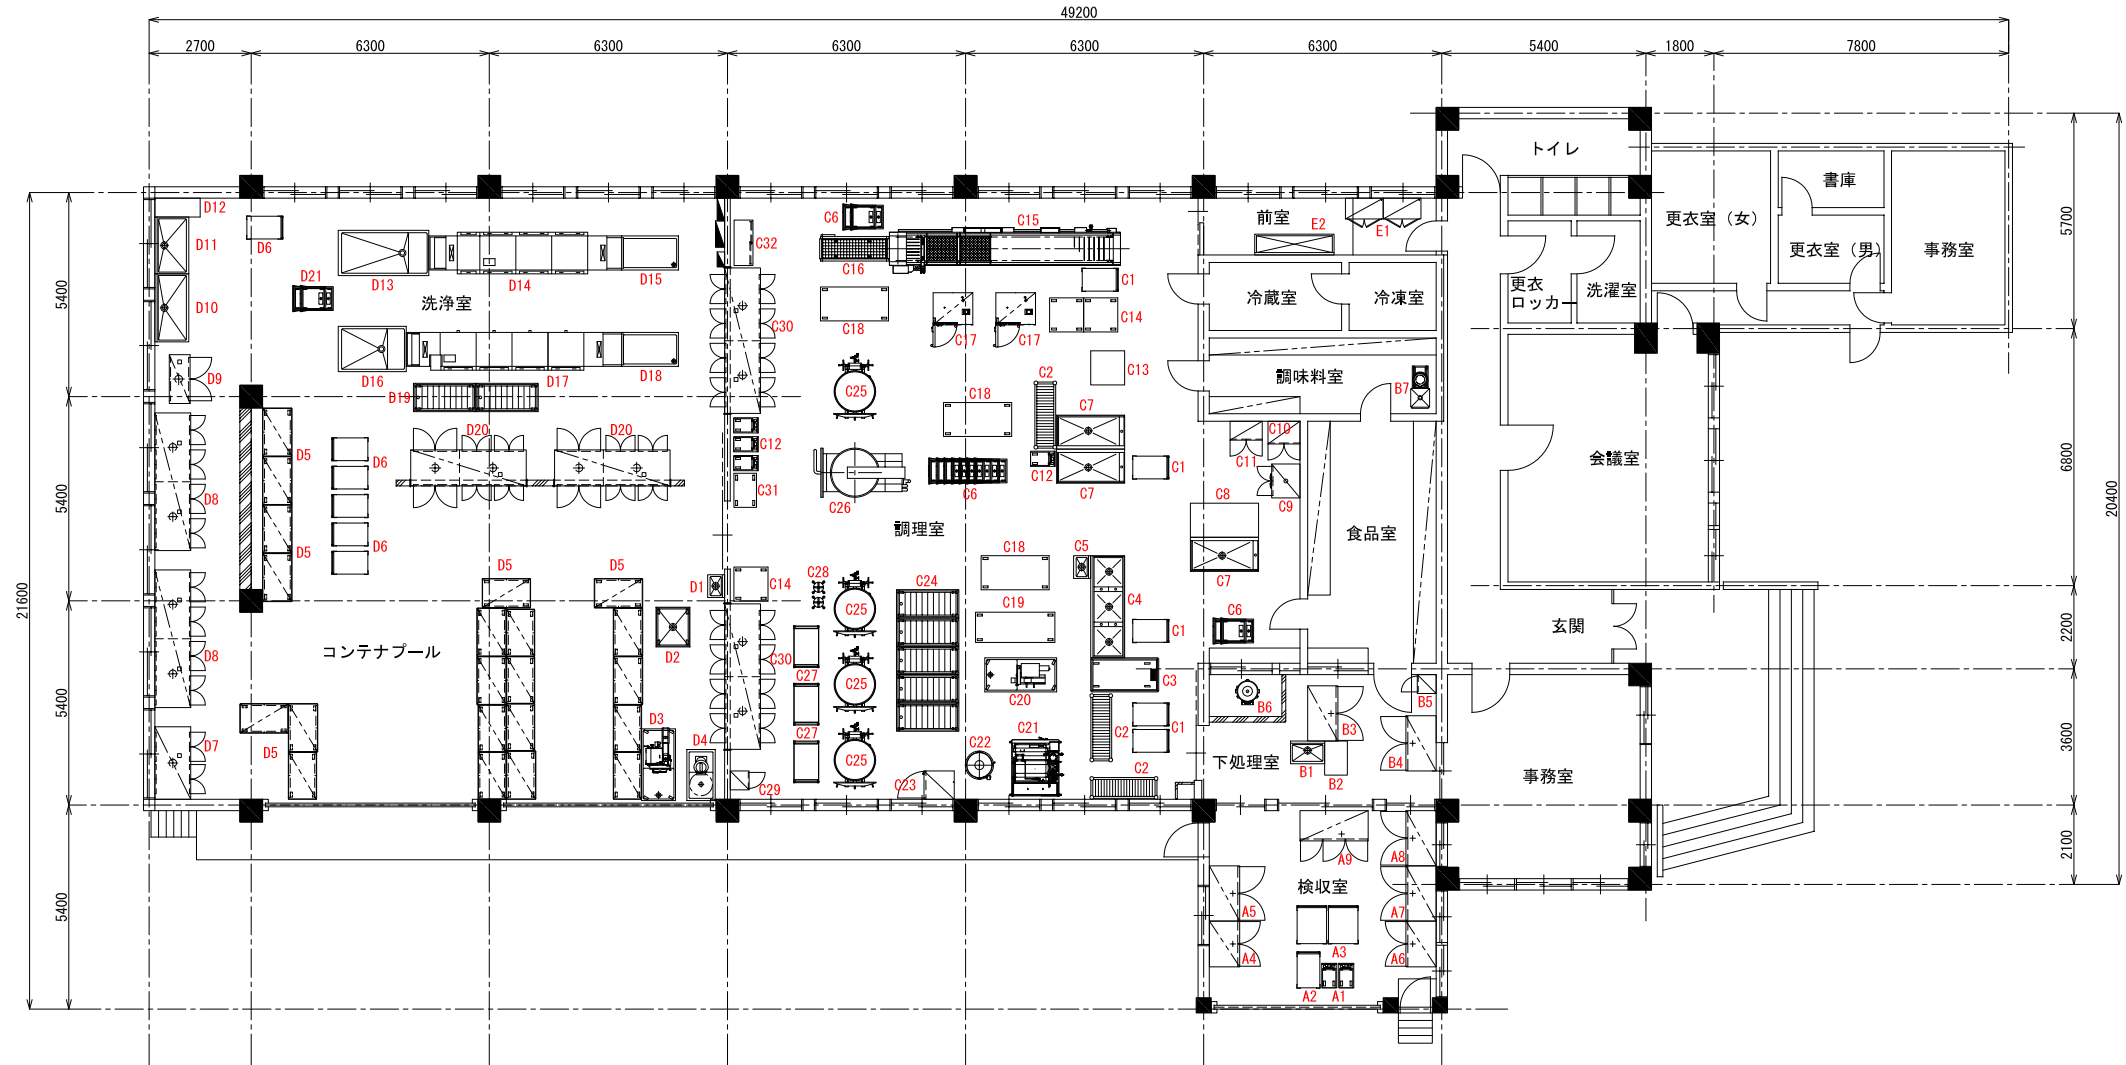 49200
2700 6300 6300 6300 6300 6300 5400 1800 7800
トイレ
書庫
更衣室（女）
更衣室（男）
事務室
前室
E1
E2
D12
D11
D10
D6
D21
D13
D14
D15
洗浄室
D16
D17
D18
D19
D9
D20
D20
C32
C6
C15
C16
C1
C18
C17
C17
C14
C30
C13
冷蔵室
冷凍室
更衣
ロッカー
洗濯室
調味料室
B7
C25
C2
C18
C7
C12
C12
C7
C1
C6
C31
C26
調理室
C10
C11
C9
C8
C7
食品室
会議室
D5
D6
D8
D5
D6
D5
D5
D1
C14
C28
C25
C24
C18
C5
C4
C19
C1
C6
玄関
コンテナプール
D8
D2
C30
C27
C25
C20
C3
D5
D3
D4
D7
C27
C25
C29
C23
C22
C21
C2
C1
C2
B6
B5
B3
B4
B1
B2
下処理室
事務室
A9
A8
検収室
A5
A7
A3
A4
A6
A2
A1
5400
5400
5400
5400
21600
5700
6800
2200
3600
2100
20400